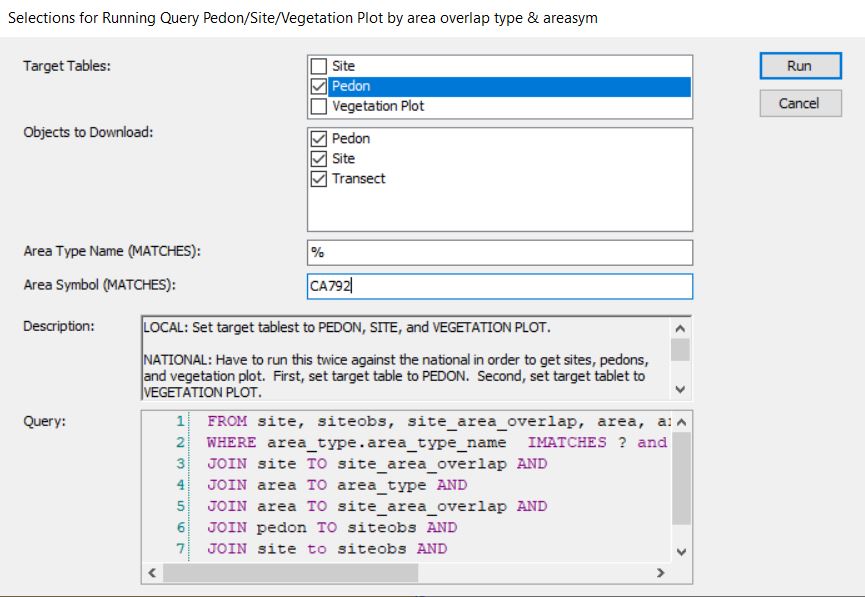 Selections for Running Query Pedon/Site/Vegetation Plot by area overlap type & areasym
Target Tables:
Site
Pedon
Vegetation Plot
Run
Cancel
Objects to Download:
Pedon
Site
Transect
Area Type Name (MATCHES):
%
Area Symbol (MATCHES):
CA792
Description:
LOCAL: Set target tablest to PEDON, SITE, and VEGETATION PLOT.
NATIONAL: Have to run this twice against the national in order to get sites, pedons,
and vegetation plot. First, set target table to PEDON. Second, set target tablet to
VEGETATION PLOT.
Query:
1 FROM site, siteobs, site_area_overlap, area,
2 WHERE area_type.area_type_name IMATCHES ? and
3 JOIN site TO site_area_overlap AND
4 JOIN area TO area_type AND
5 JOIN area TO site_area_overlap AND
6 JOIN pedon TO siteobs AND
7 JOIN site to siteobs AND